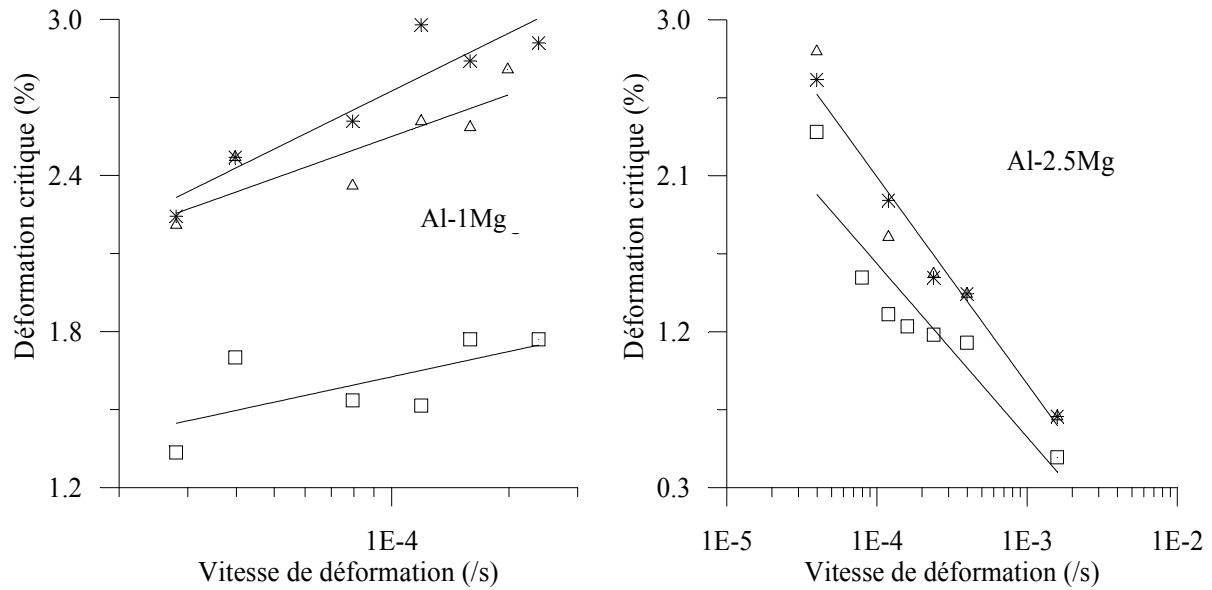 Déformation critique (%)
3.0
2.4
1.8
1.2
Al-1Mg
1E-4
Vitesse de déformation (/s)
Déformation critique (%)
3.0
2.1
1.2
0.3
Al-2.5Mg
1E-5
1E-4
1E-3
1E-2
Vitesse de déformation (/s)